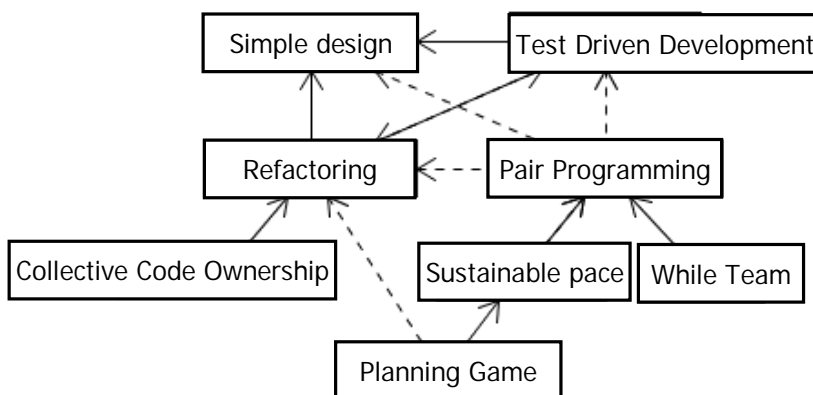 Simple design
Test Driven Development
Refactoring
Pair Programming
Collective Code Ownership
Sustainable pace
While Team
Planning Game